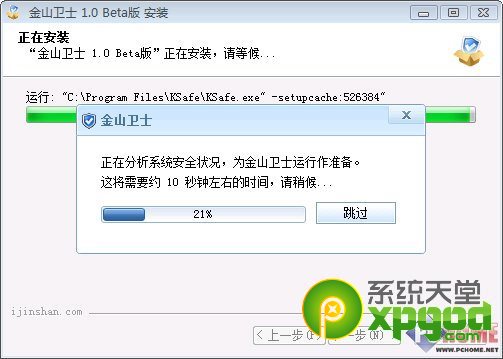 金山卫士 1.0 Beta版 安装
正在安装
“金山卫士 1.0 Beta版”正在安装，请等候...
运行: "C:\Program Files\KSafe\KSafe.exe" -setupcache:526384"
金山卫士
正在分析系统安全状况，为金山卫士运行作准备。
这将需要约 10 秒钟左右的时间，请稍候...
21%
跳过
ijinshan.com
系统天堂
xpgod.com
<上一步(P)
一步(N)
WWW.PCHOME.NET